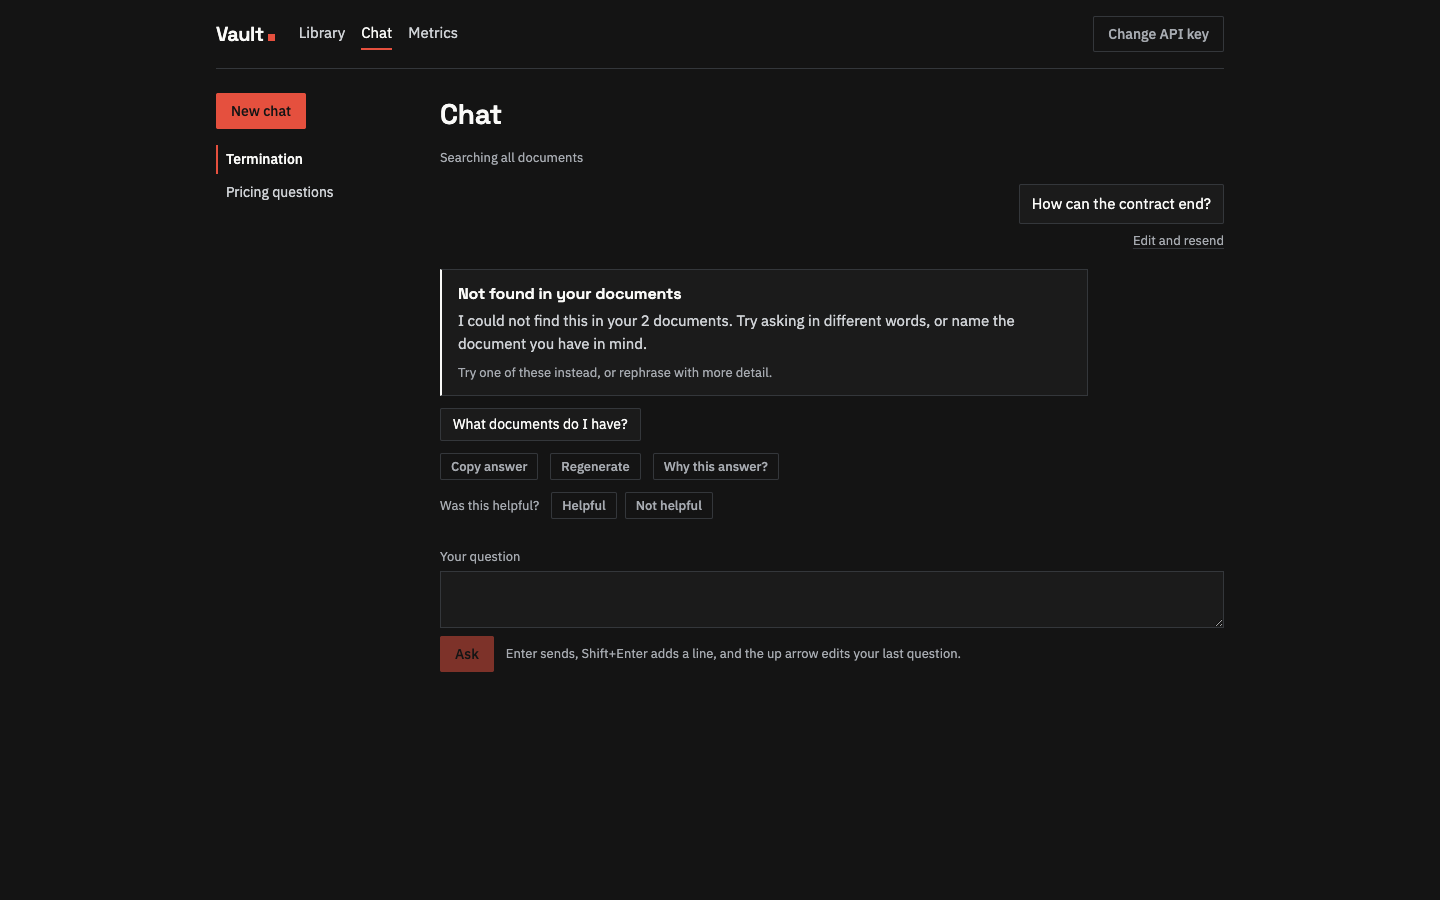 Vault
Library
Chat
Metrics
Change API key
New chat
Termination
Pricing questions
Chat
Searching all documents
How can the contract end?
Edit and resend
Not found in your documents
I could not find this in your 2 documents. Try asking in different words, or name the
document you have in mind.
Try one of these instead, or rephrase with more detail.
What documents do I have?
Copy answer
Regenerate
Why this answer?
Was this helpful?
Helpful
Not helpful
Your question
Ask
Enter sends, Shift+Enter adds a line, and the up arrow edits your last question.